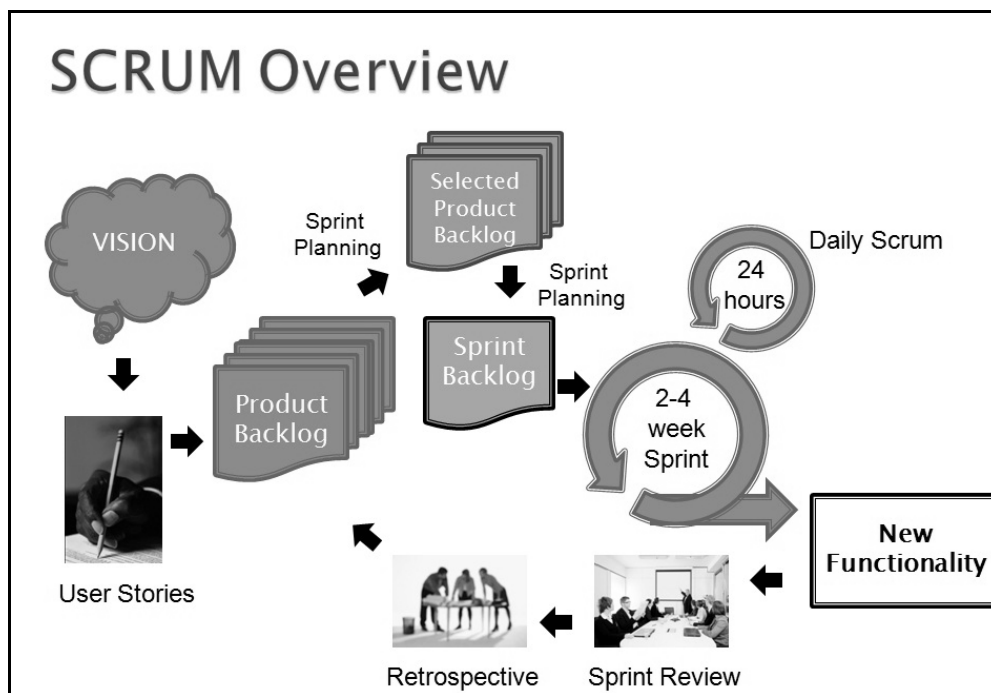 SCRUM Overview
VISION
User Stories
Product
Backlog
Sprint
Planning
Selected
Product
Backlog
Sprint
Planning
Sprint
Backlog
2-4
week
Sprint
24
hours
Daily Scrum
New
Functionality
Sprint Review
Retrospective